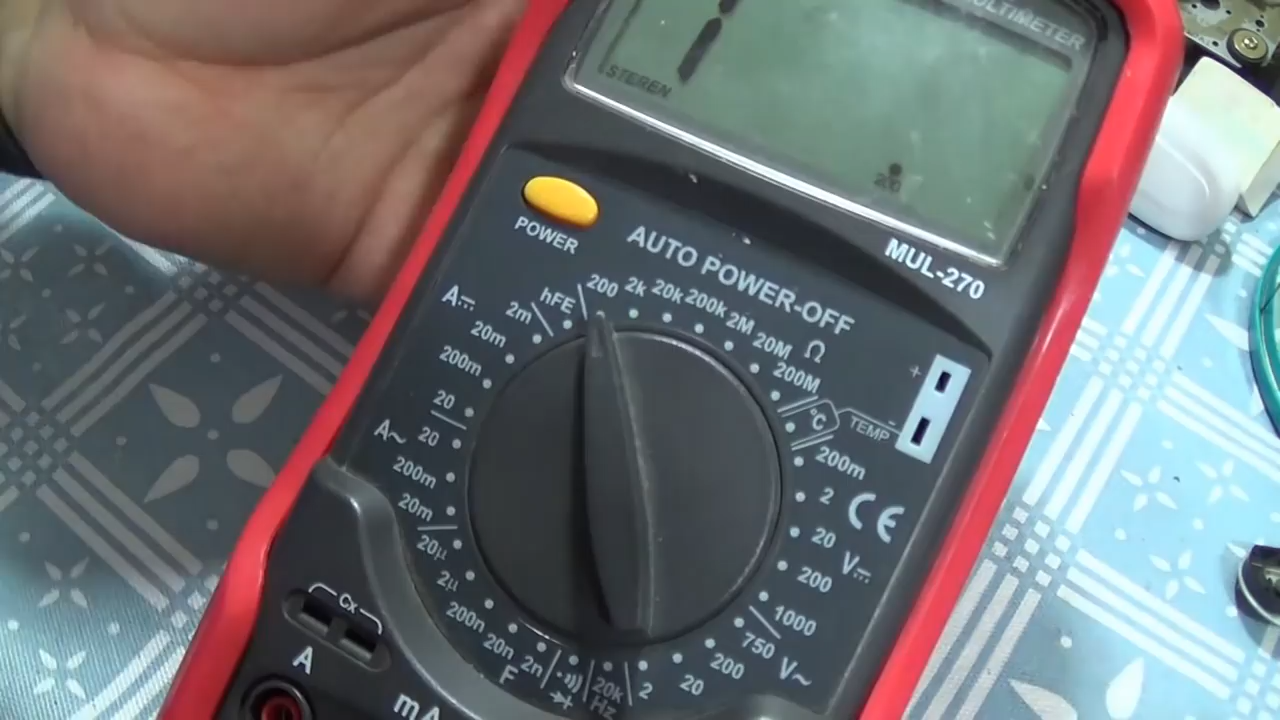 MULTIMETER
1
STEREN
200
POWER
AUTO POWER-OFF
MUL-270
A⎓
2m
hFE
200
2k
20k
200k
2M
20M
Ω
200M
20m
200m
20
A~
20
200m
20m
20µ
2µ
200n
20n
2n
F
+
-
°C
TEMP
200m
2
CE
20
V⎓
200
1000
750
V~
200
20
2
20k
Hz
Cx
A
mA